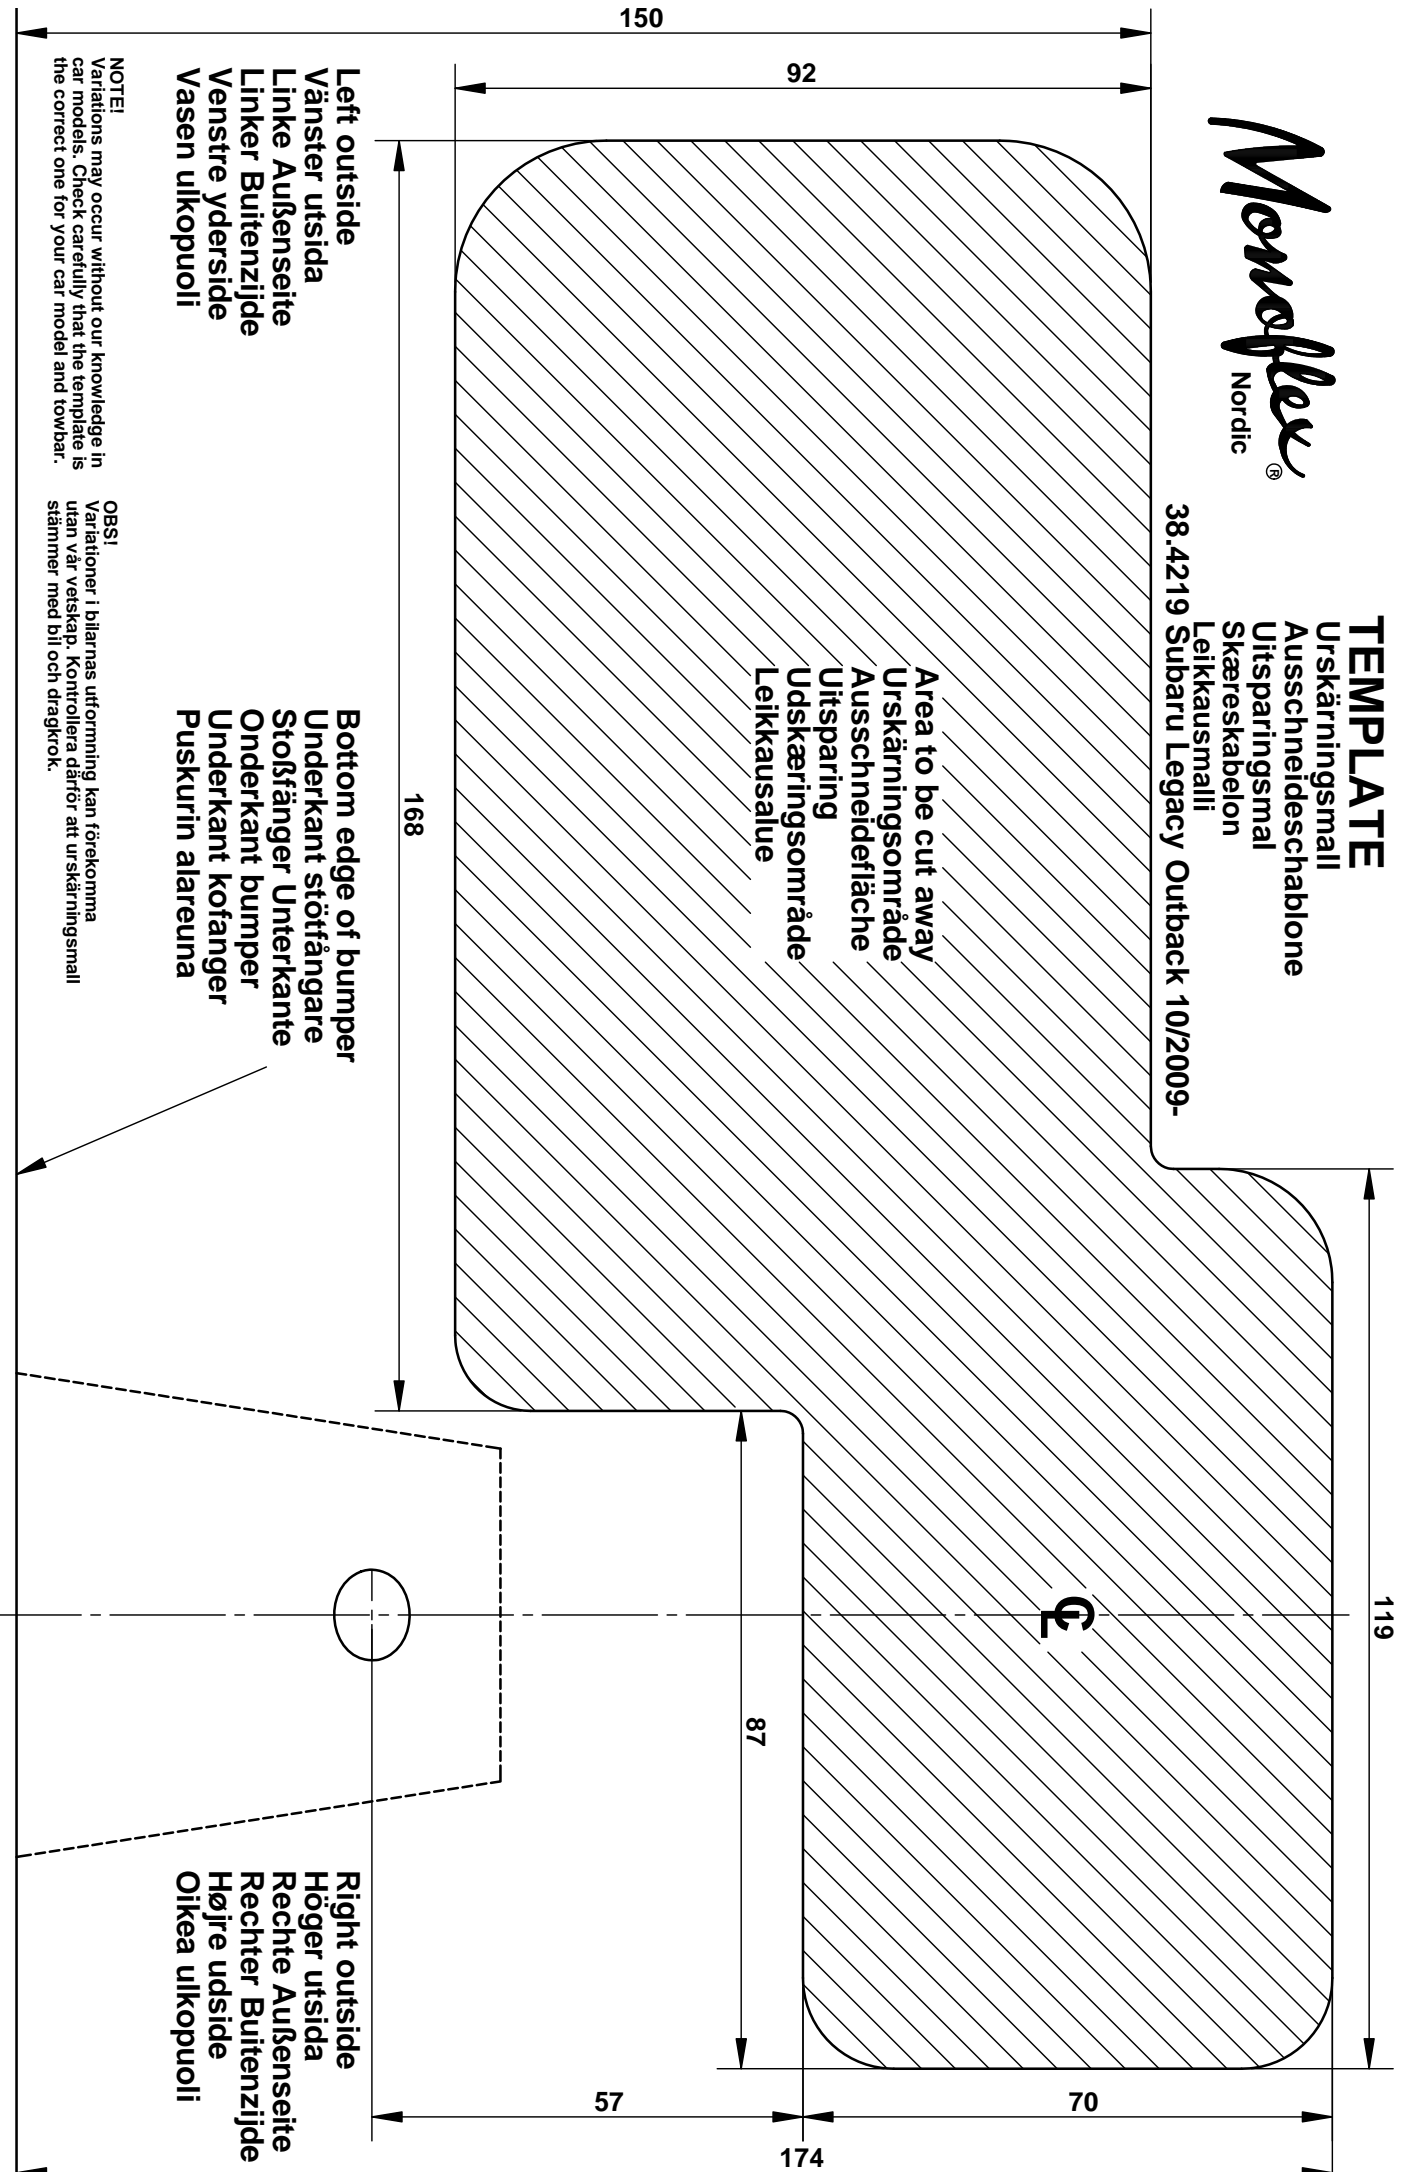 Monoflex ®
Nordic
TEMPLATE
Urskärningsmall
Ausschneideschablone
Uitsparingsmal
Skæreskabelon
Leikkausmalli
38.4219 Subaru Legacy Outback 10/2009-
119
150
92
Area to be cut away
Urskärningsområde
Ausschneidefläche
Uitsparing
Udskæringsområde
Leikkausalue
CL
87
168
70
57
174
Left outside
Vänster utsida
Linke Außenseite
Linker Buitenzijde
Venstre yderside
Vasen ulkopuoli
Bottom edge of bumper
Underkant stötfångare
Stoßfänger Unterkante
Onderkant bumper
Underkant kofanger
Puskurin alareuna
Right outside
Höger utsida
Rechte Außenseite
Rechter Buitenzijde
Højre udside
Oikea ulkopuoli
NOTE!
Variations may occur without our knowledge in
car models. Check carefully that the template is
the correct one for your car model and towbar.
OBS!
Variationer i bilarnas utformning kan förekomma
utan vår vetskap. Kontrollera därför att urskärningsmall
stämmer med bil och dragkrok.